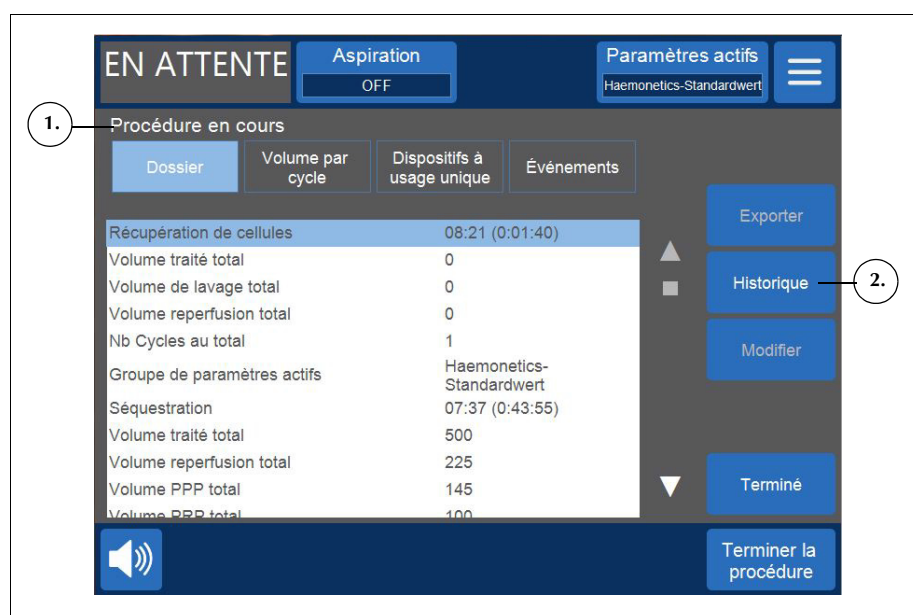 EN ATTENTE
Aspiration
OFF
Paramètres actifs
Haemonetics-Standardwert
1.
Procédure en cours
Dossier
Volume par
cycle
Dispositifs à
usage unique
Événements
Récupération de cellules 08:21 (0:01:40)
Volume traité total 0
Volume de lavage total 0
Volume reperfusion total 0
Nb Cycles au total 1
Groupe de paramètres actifs Haemonetics-
Standardwert
Séquestration 07:37 (0:43:55)
Volume traité total 500
Volume reperfusion total 225
Volume PPP total 145
Volume PRP total 100
Exporter
Historique
2.
Modifier
Terminé
Terminer la
procédure